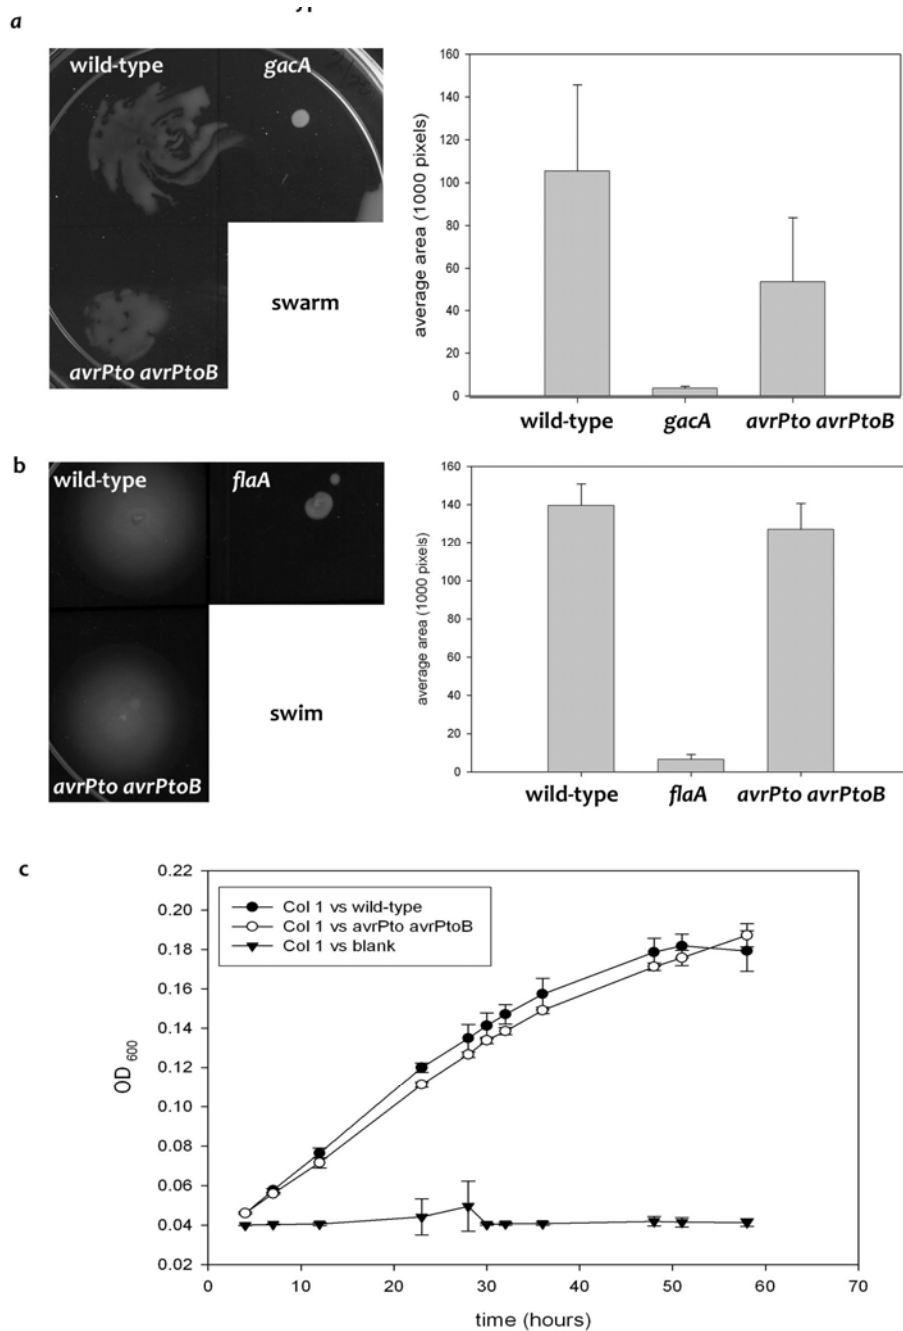 a
wild-type gacA
swarm
avrPto avrPtoB
average area (1000 pixels)
160
140
120
100
80
60
40
20
0
wild-type gacA avrPto avrPtoB
b
wild-type flaA
swim
avrPto avrPtoB
average area (1000 pixels)
160
140
120
100
80
60
40
20
0
wild-type flaA avrPto avrPtoB
c
Col 1 vs wild-type
Col 1 vs avrPto avrPtoB
Col 1 vs blank
OD 600
0.22
0.20
0.18
0.16
0.14
0.12
0.10
0.08
0.06
0.04
0.02
0 10 20 30 40 50 60 70
time (hours)